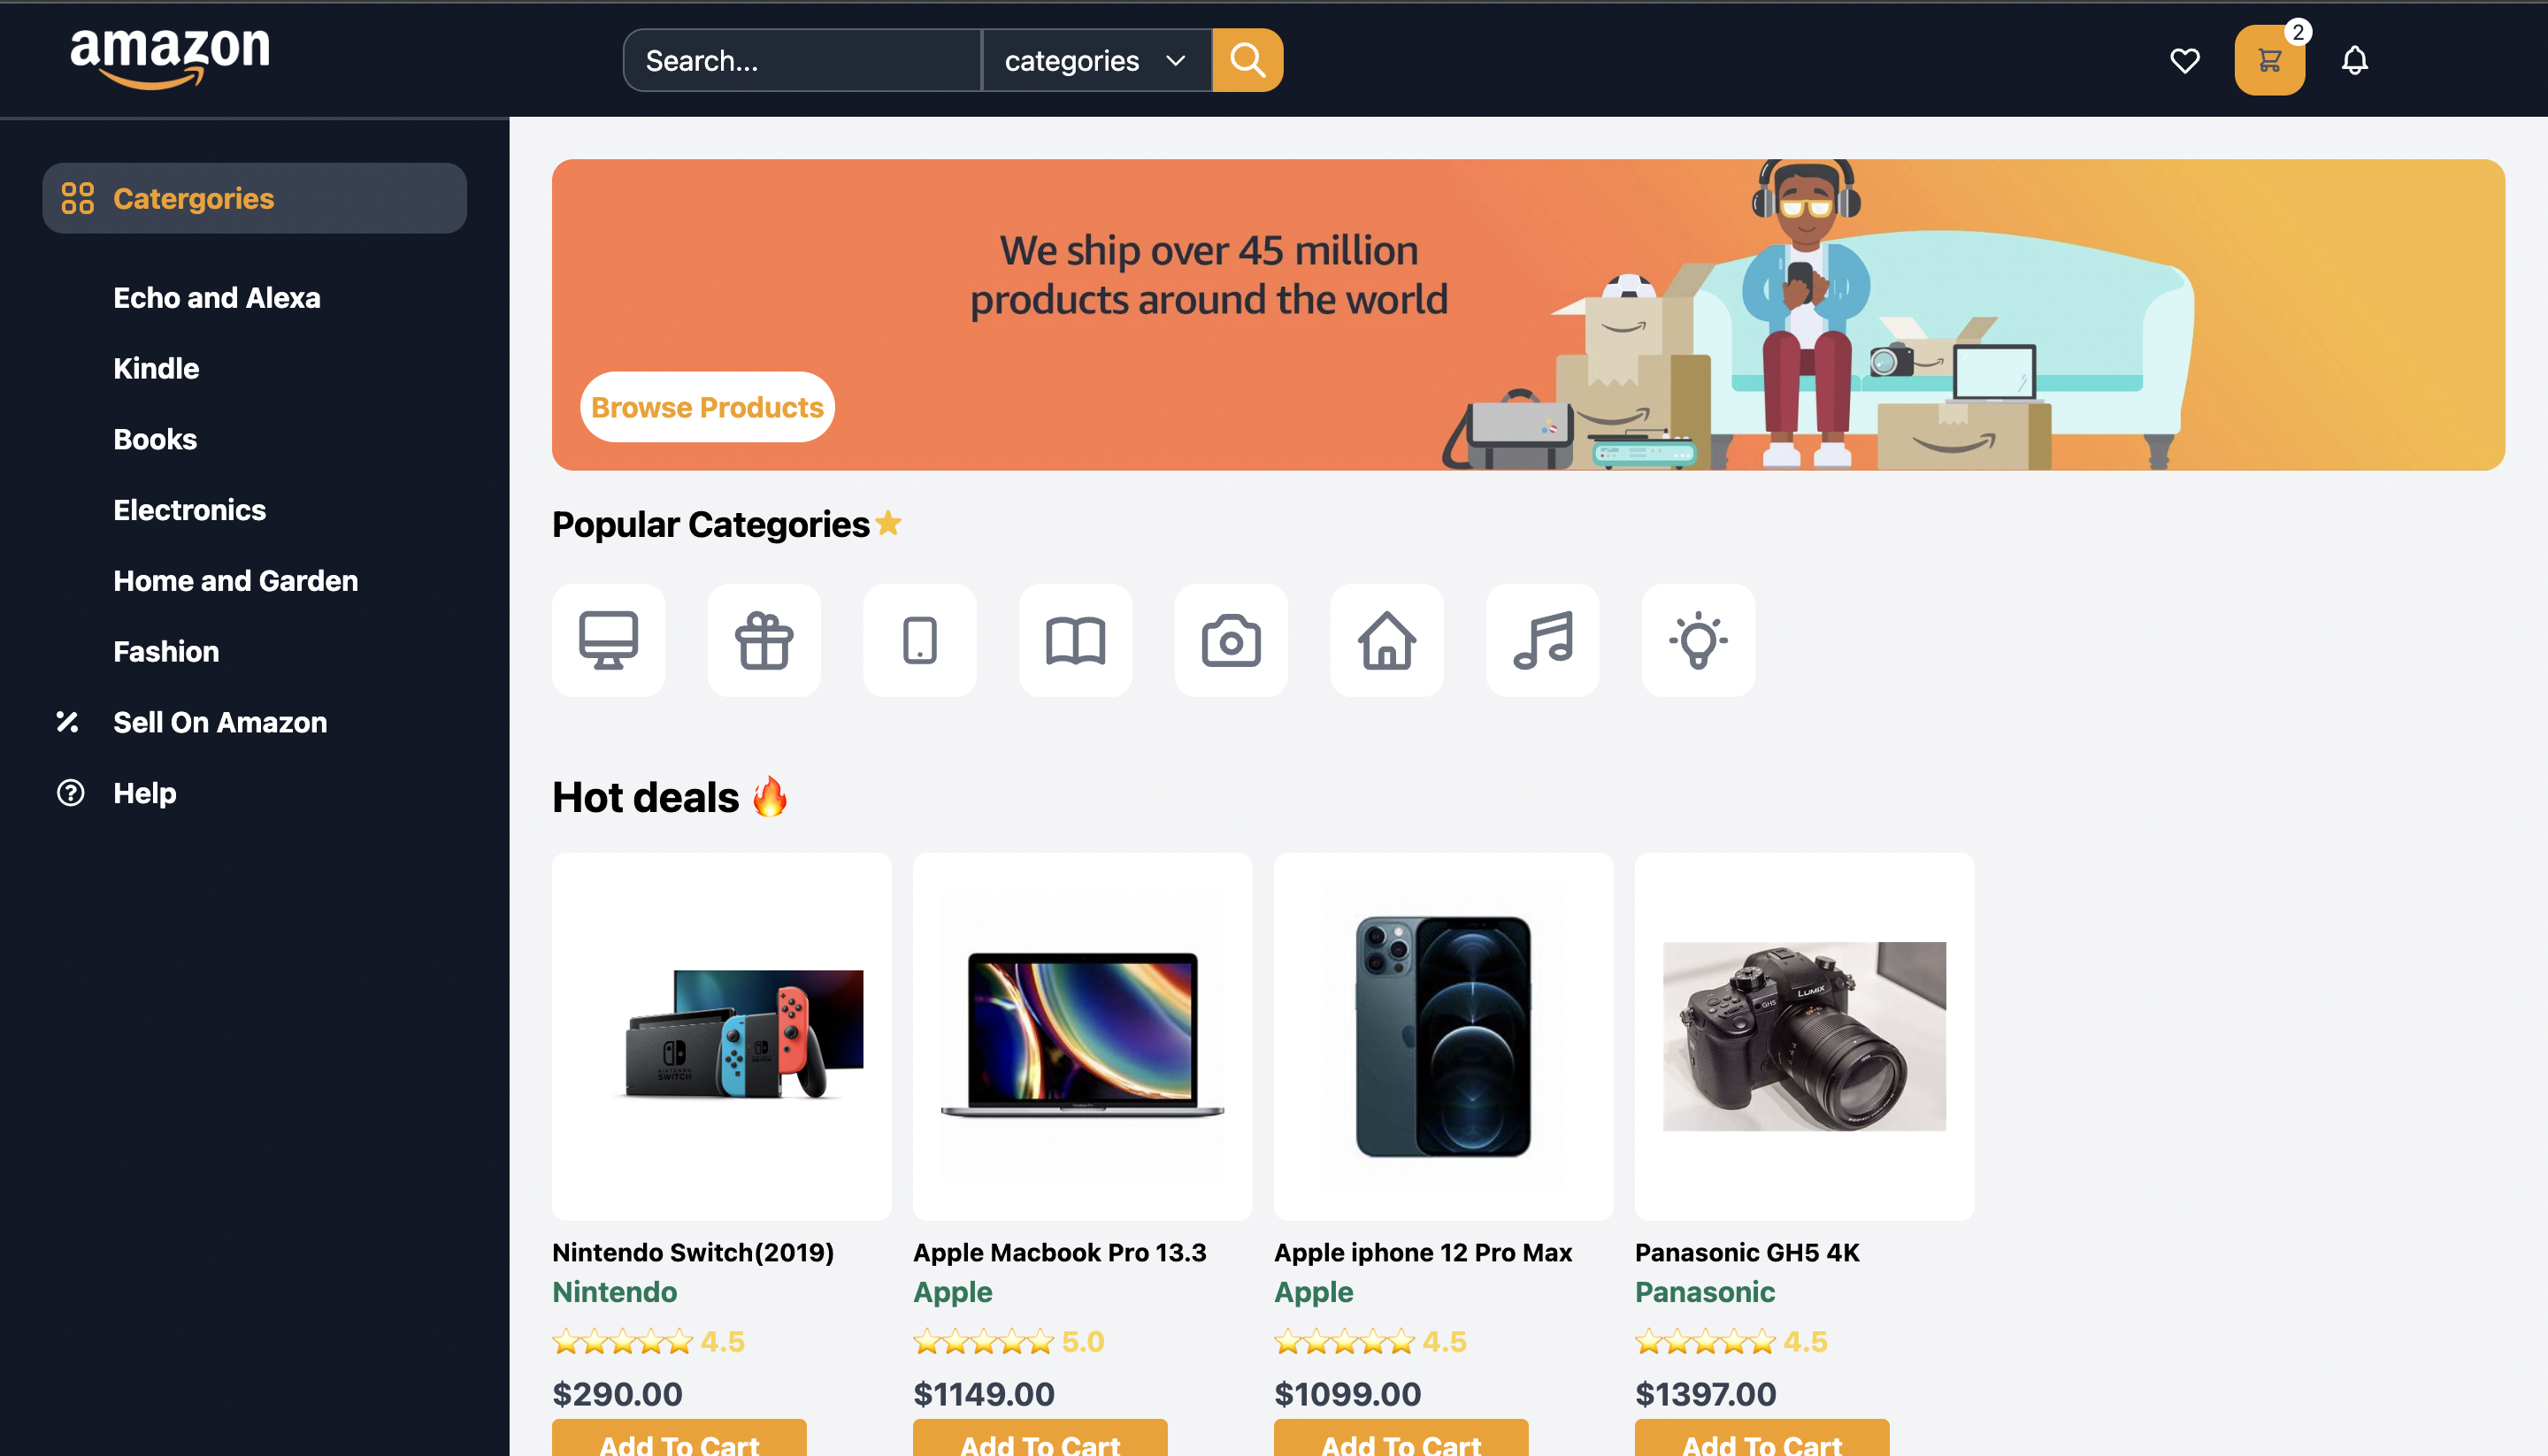 amazon
Search...
categories
2
Catergories
Echo and Alexa
Kindle
Books
Electronics
Home and Garden
Fashion
Sell On Amazon
Help
We ship over 45 million
products around the world
Browse Products
Popular Categories
Hot deals
NINTENDO
SWITCH
LUMIX
GH5
Nintendo Switch(2019)
Nintendo
4.5
$290.00
Add To Cart
Apple Macbook Pro 13.3
Apple
5.0
$1149.00
Add To Cart
Apple iphone 12 Pro Max
Apple
4.5
$1099.00
Add To Cart
Panasonic GH5 4K
Panasonic
4.5
$1397.00
Add To Cart